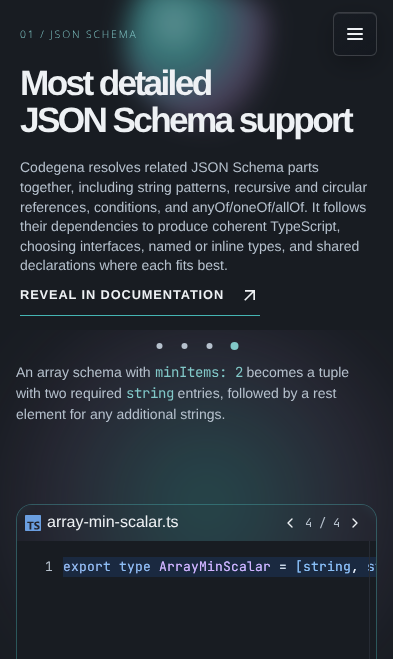 01 / JSON SCHEMA
Most detailed
JSON Schema support
Codegena resolves related JSON Schema parts
together, including string patterns, recursive and circular
references, conditions, and anyOf/oneOf/allOf. It follows
their dependencies to produce coherent TypeScript,
choosing interfaces, named or inline types, and shared
declarations where each fits best.
REVEAL IN DOCUMENTATION
An array schema with minItems: 2 becomes a tuple
with two required string entries, followed by a rest
element for any additional strings.
TS array-min-scalar.ts 4 / 4
1 export type ArrayMinScalar = [string,